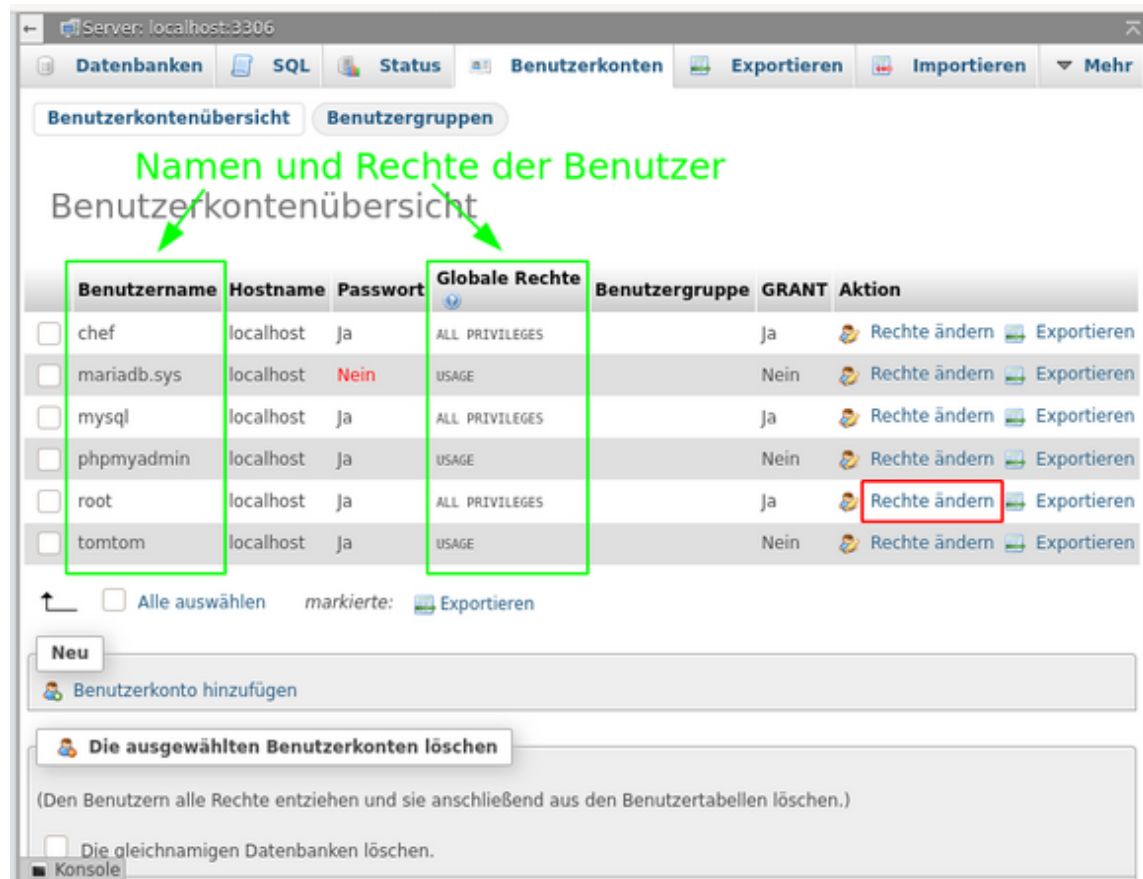 Server: localhost:3306
Datenbanken SQL Status Benutzerkonten Exportieren Importieren Mehr
Benutzerkontenübersicht Benutzergruppen
Namen und Rechte der Benutzer
Benutzerkontenübersicht
Benutzername Hostname Passwort Globale Rechte Benutzergruppe GRANT Aktion
chef localhost Ja ALL PRIVILEGES Ja Rechte ändern Exportieren
mariadb.sys localhost Nein USAGE Nein Rechte ändern Exportieren
mysql localhost Ja ALL PRIVILEGES Ja Rechte ändern Exportieren
phpmyadmin localhost Ja USAGE Nein Rechte ändern Exportieren
root localhost Ja ALL PRIVILEGES Ja Rechte ändern Exportieren
tomtom localhost Ja USAGE Nein Rechte ändern Exportieren
Alle auswählen markierte: Exportieren
Neu
Benutzerkonto hinzufügen
Die ausgewählten Benutzerkonten löschen
(Den Benutzern alle Rechte entziehen und sie anschließend aus den Benutzertabellen löschen.)
Die gleichnamigen Datenbanken löschen.
Konsole